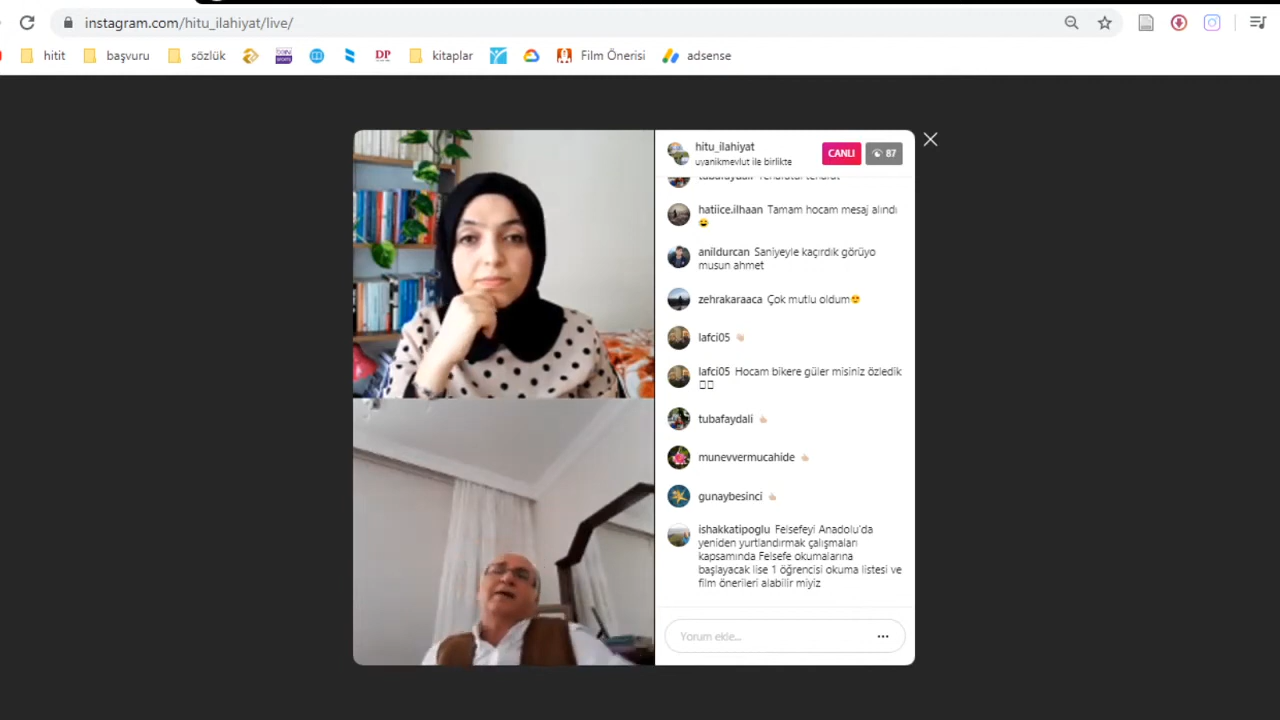 instagram.com/hitu_ilahiyat/live/
hitit başvuru sözlük DP kitaplar Film Önerisi adsense
hitu_ilahiyat
uyanikmevlut ile birlikte
CANLI 87
hatiice.ilhaan Tamam hocam mesaj alındı
😂
anildurcan Saniyeyle kaçırdık görüyo
musun ahmet
zehrakaraaca Çok mutlu oldum😍
lafci05 👏🏻
lafci05 Hocam bikere güler misiniz özledik
tubafaydali
munevvermucahide
gunaybesinci
ishakkatipoglu Felsefeyi Anadolu'da
yeniden yurtlandırmak çalışmaları
kapsamında Felsefe okumalarına
başlayacak lise 1 öğrencisi okuma listesi ve
film önerileri alabilir miyiz
Yorum ekle...